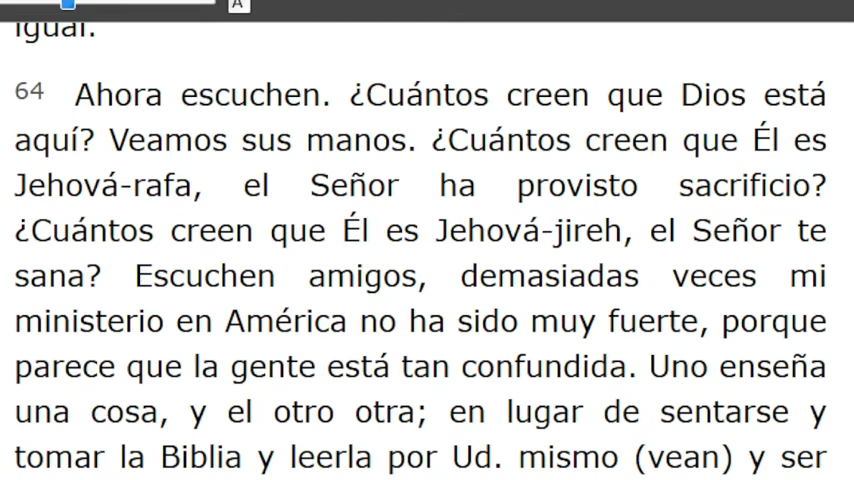 igual.
64 Ahora escuchen. ¿Cuántos creen que Dios está
aquí? Veamos sus manos. ¿Cuántos creen que Él es
Jehová-rafa, el Señor ha provisto sacrificio?
¿Cuántos creen que Él es Jehová-jireh, el Señor te
sana? Escuchen amigos, demasiadas veces mi
ministerio en América no ha sido muy fuerte, porque
parece que la gente está tan confundida. Uno enseña
una cosa, y el otro otra; en lugar de sentarse y
tomar la Biblia y leerla por Ud. mismo (vean) y ser